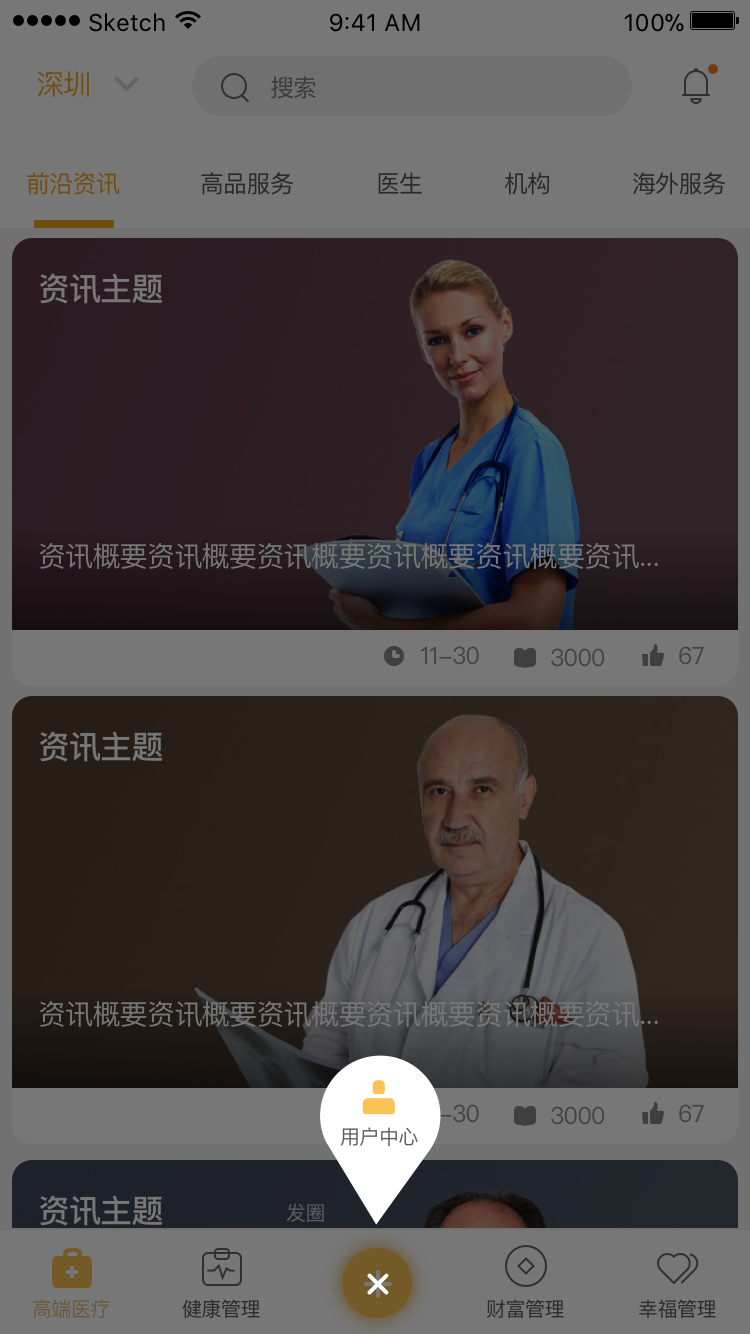 Sketch 9:41 AM 100%
深圳 搜索
前沿资讯 高品服务 医生 机构 海外服务
资讯主题
资讯概要资讯概要资讯概要资讯概要资讯概要资讯...
11–30 3000 67
资讯主题
资讯概要资讯概要资讯概要资讯概要资讯概要资讯...
–30 3000 67
用户中心
资讯主题 发圈
高端医疗 健康管理 财富管理 幸福管理